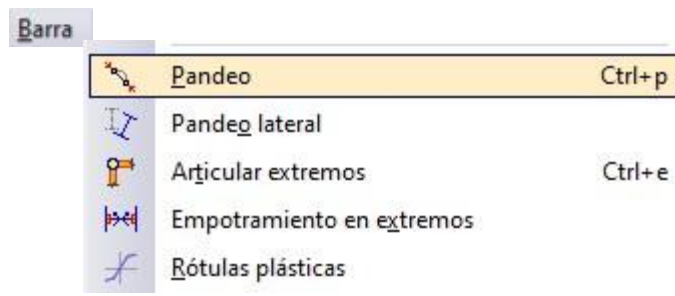 Barra
Pandeo Ctrl+p
Pandeo lateral
Articular extremos Ctrl+e
Empotramiento en extremos
Rótulas plásticas